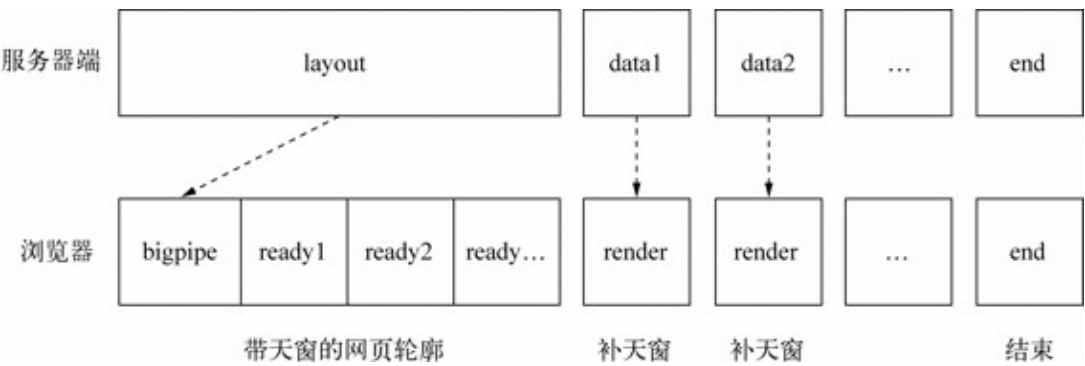 服务器端 layout data1 data2 … end
浏览器 bigpipe ready1 ready2 ready… render render … end
带天窗的网页轮廓 补天窗 补天窗 结束